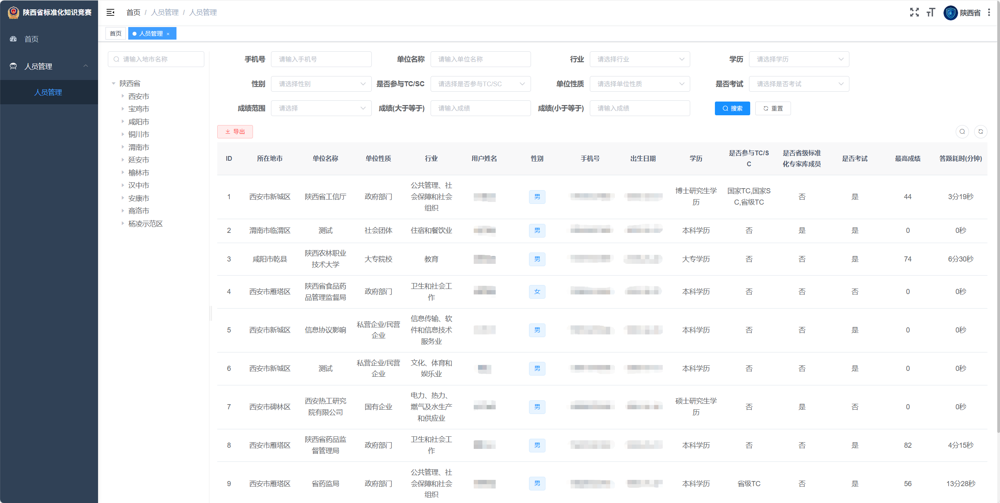 陕西省标准化知识竞赛
首页 / 人员管理 / 人员管理
陕西省
首页
人员管理
人员管理
首页
人员管理 ×
请输入地市名称
陕西省
西安市
宝鸡市
咸阳市
铜川市
渭南市
延安市
榆林市
汉中市
安康市
商洛市
杨凌示范区
手机号 请输入手机号 单位名称 请输入单位名称 行业 请选择行业 学历 请选择学历
性别 请选择性别 是否参与TC/SC 请选择是否参与TC/SC 单位性质 请选择单位性质 是否考试 请选择是否考试
成绩范围 请选择 成绩(大于等于) 请输入成绩 成绩(小于等于) 请输入成绩 搜索 重置
导出
ID 所在地市 单位名称 单位性质 行业 用户姓名 性别 手机号 出生日期 学历 是否参与TC/SC 是否省级标准化专家库成员 是否考试 最高成绩 答题耗时(分钟)
1 西安市新城区 陕西省工信厅 政府部门 公共管理、社会保障和社会组织 男 博士研究生学历 国家TC,国家SC,省级TC 否 是 44 3分19秒
2 渭南市临渭区 测试 社会团体 住宿和餐饮业 男 本科学历 否 是 是 0 0秒
3 咸阳市乾县 陕西农林职业技术大学 大专院校 教育 男 大专学历 否 否 是 74 6分30秒
4 西安市雁塔区 陕西省食品药品管理监督局 政府部门 卫生和社会工作 女 本科学历 否 否 否 0 0秒
5 西安市新城区 信息协议影响 私营企业/民营企业 信息传输、软件和信息技术服务业 男 本科学历 否 否 是 0 0秒
6 西安市新城区 测试 私营企业/民营企业 文化、体育和娱乐业 男 本科学历 否 否 是 0 0秒
7 西安市碑林区 西安热工研究院有限公司 国有企业 电力、热力、燃气及水生产和供应业 男 硕士研究生学历 否 是 否 0 0秒
8 西安市雁塔区 陕西省药品监督管理局 政府部门 卫生和社会工作 男 本科学历 否 否 是 82 4分15秒
9 西安市雁塔区 省药监局 政府部门 公共管理、社会保障和社会组织 男 本科学历 省级TC 否 是 56 13分28秒